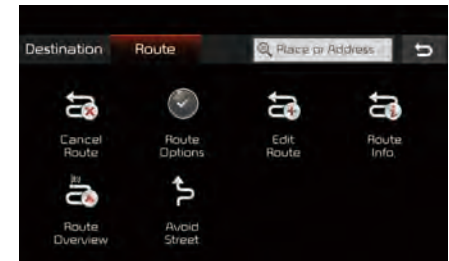 Destination
Route
Place or Address
Cancel
Route
Route
Options
Edit
Route
Route
Info.
Route
Overview
Avoid
Street